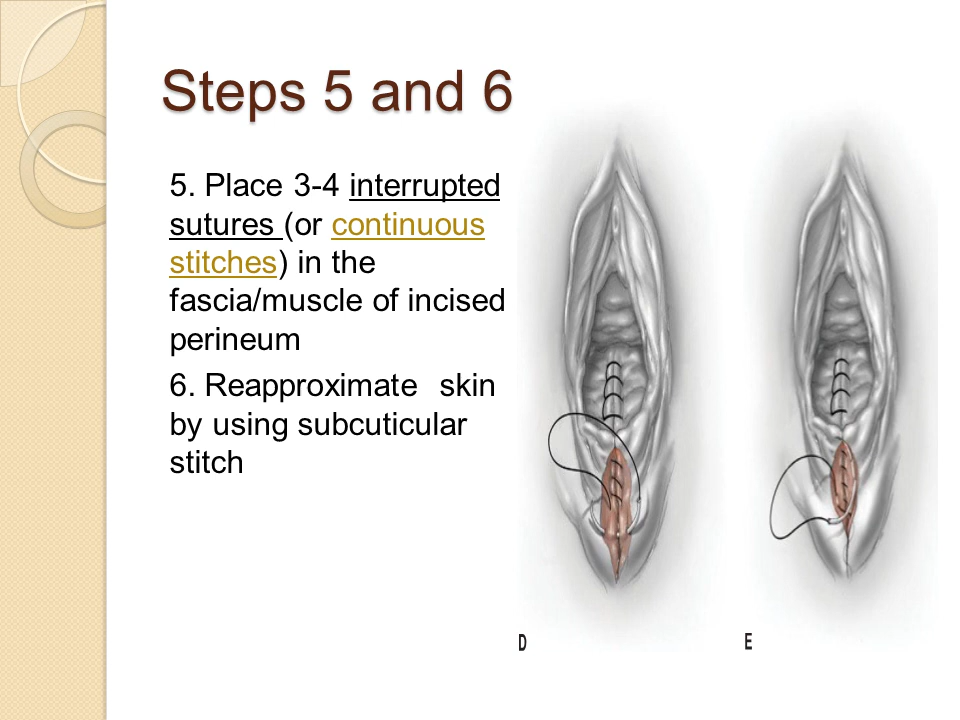 Steps 5 and 6
5. Place 3-4 interrupted
sutures (or continuous
stitches) in the
fascia/muscle of incised
perineum
6. Reapproximate skin
by using subcuticular
stitch
D
E